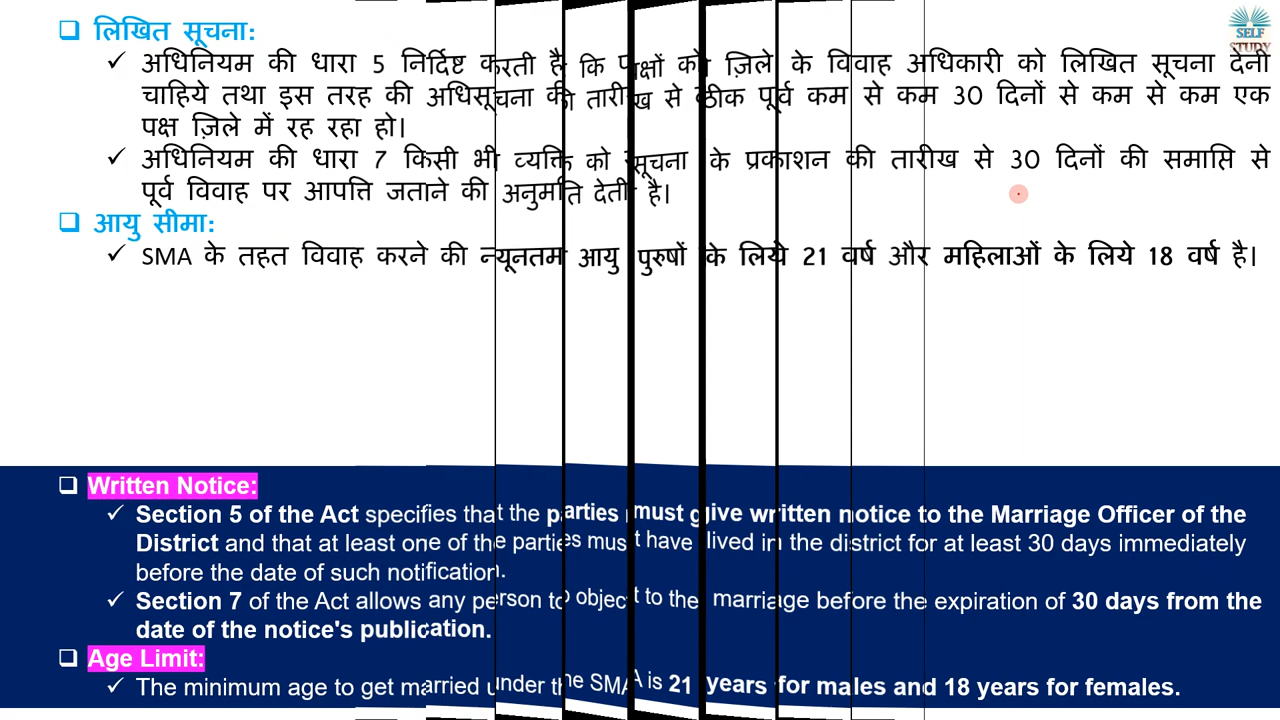 SELF
STUDY
❑ लिखित सूचना:
✓ अधिनियम की धारा 5 निर्दिष्ट करती है कि पक्षों को ज़िले के विवाह अधिकारी को लिखित सूचना देनी
चाहिये तथा इस तरह की अधिसूचना की तारीख से ठीक पूर्व कम से कम 30 दिनों से कम से कम एक
पक्ष ज़िले में रह रहा हो।
✓ अधिनियम की धारा 7 किसी भी व्यक्ति को सूचना के प्रकाशन की तारीख से 30 दिनों की समाप्ति से
पूर्व विवाह पर आपत्ति जताने की अनुमति देती है।
❑ आयु सीमा:
✓ SMA के तहत विवाह करने की न्यूनतम आयु पुरुषों के लिये 21 वर्ष और महिलाओं के लिये 18 वर्ष है।
❑ Written Notice:
✓ Section 5 of the Act specifies that the parties must give written notice to the Marriage Officer of the
District and that at least one of the parties must have lived in the district for at least 30 days immediately
before the date of such notification.
✓ Section 7 of the Act allows any person to object to the marriage before the expiration of 30 days from the
date of the notice's publication.
❑ Age Limit:
✓ The minimum age to get married under the SMA is 21 years for males and 18 years for females.